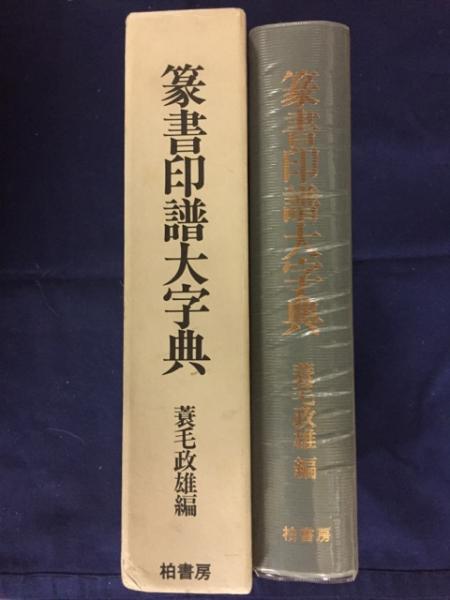 篆書印譜大字典
蓑毛政雄編
柏書房
篆書印譜大字典
蓑毛政雄 編
柏書房